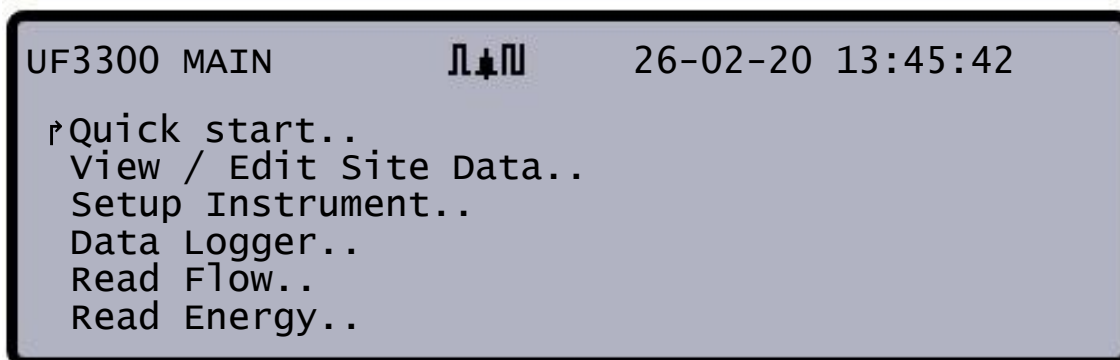 UF3300 MAIN 26-02-20 13:45:42
Quick start..
View / Edit Site Data..
Setup Instrument..
Data Logger..
Read Flow..
Read Energy..